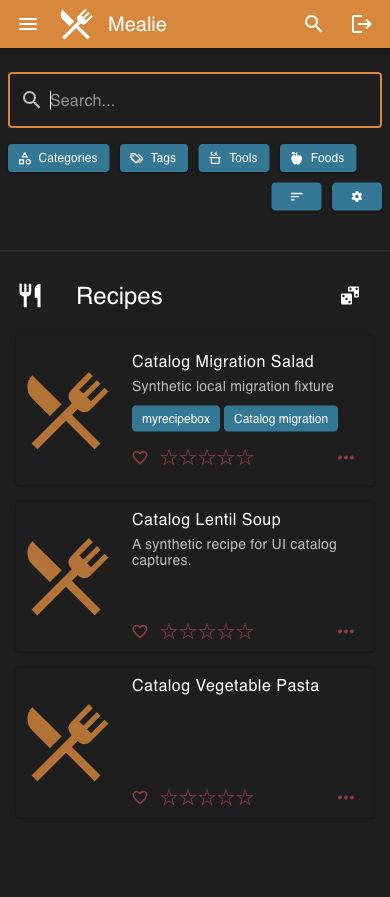 Mealie
Search...
Categories
Tags
Tools
Foods
Recipes
Catalog Migration Salad
Synthetic local migration fixture
myrecipebox
Catalog migration
Catalog Lentil Soup
A synthetic recipe for UI catalog
captures.
Catalog Vegetable Pasta